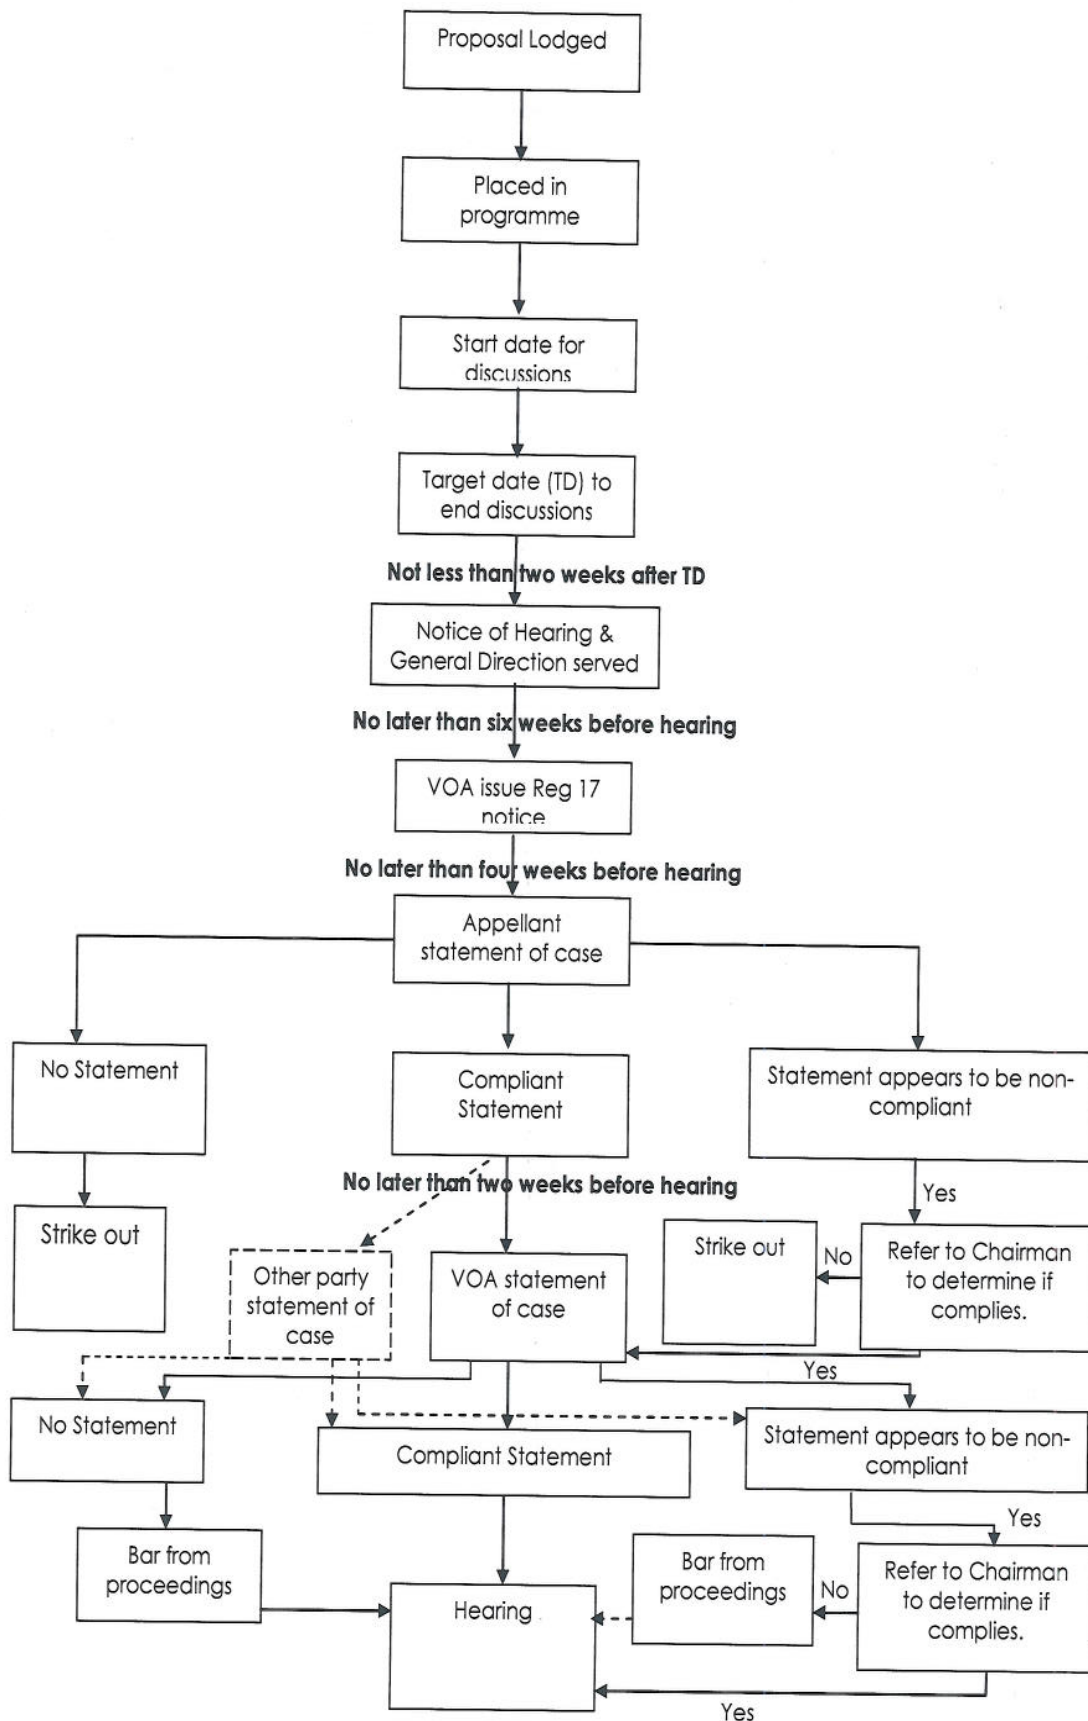 Proposal Lodged
Placed in
programme
Start date for
discussions
Target date (TD) to
end discussions
Not less than two weeks after TD
Notice of Hearing &
General Direction served
No later than six weeks before hearing
VOA issue Reg 17
notice
No later than four weeks before hearing
Appellant
statement of case
No Statement
Compliant
Statement
Statement appears to be non-
compliant
No later than two weeks before hearing
Yes
Strike out
Other party
statement of
case
VOA statement
of case
Strike out
No
Refer to Chairman
to determine if
complies.
Yes
No Statement
Compliant Statement
Statement appears to be non-
compliant
Yes
Bar from
proceedings
Hearing
Bar from
proceedings
No
Refer to Chairman
to determine if
complies.
Yes